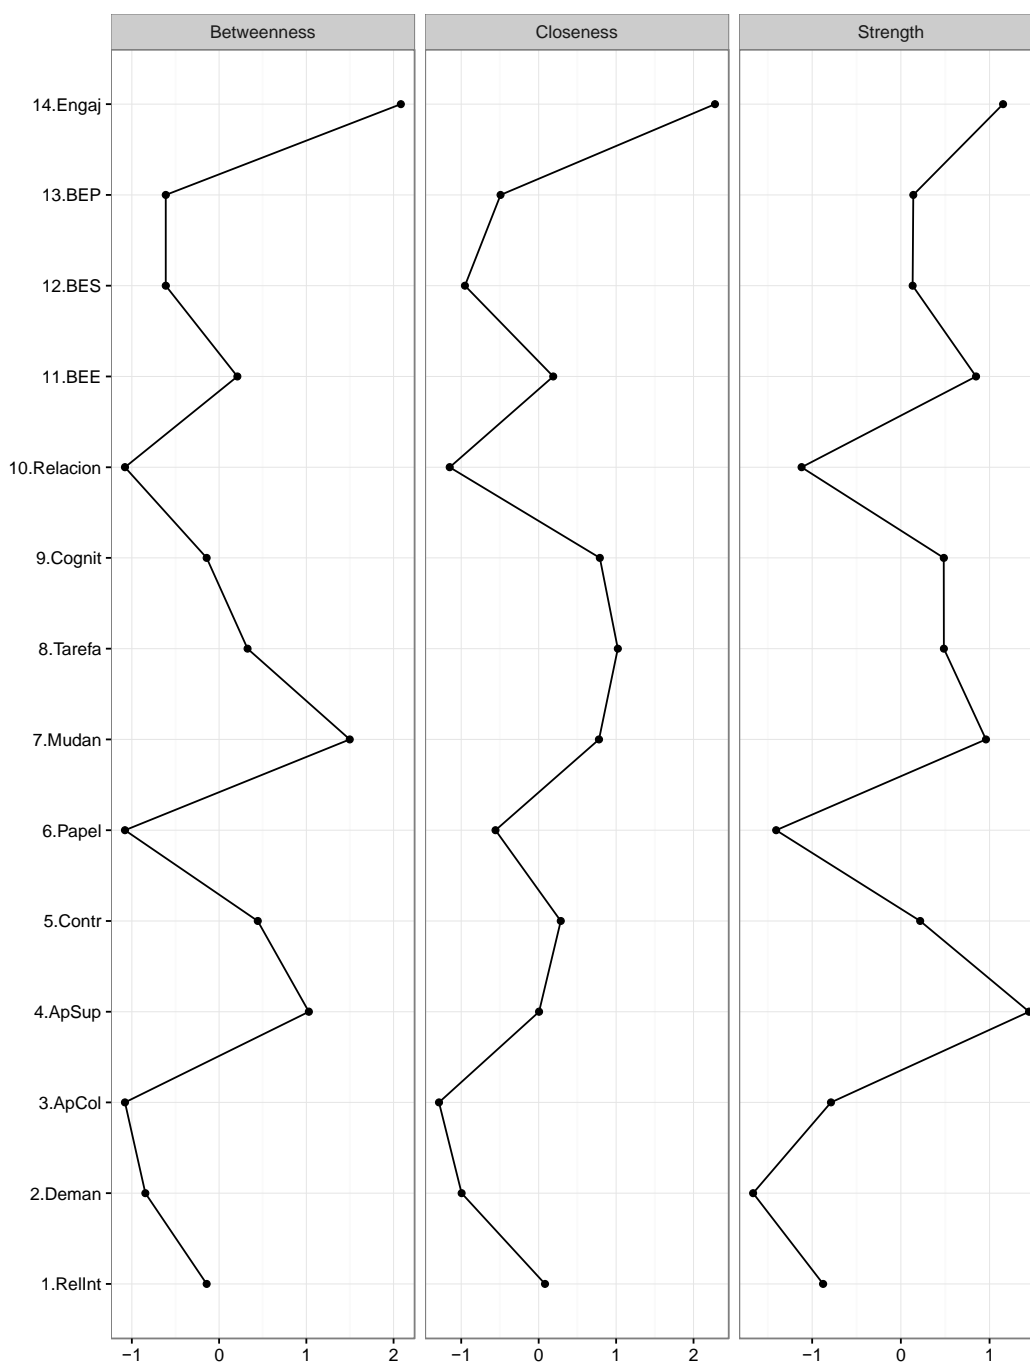 Betweenness Closeness Strength
14.Engaj
13.BEP
12.BES
11.BEE
10.Relacion
9.Cognit
8.Tarefa
7.Mudan
6.Papel
5.Contr
4.ApSup
3.ApCol
2.Deman
1.RelInt
−1 0 1 2 −1 0 1 2 −1 0 1